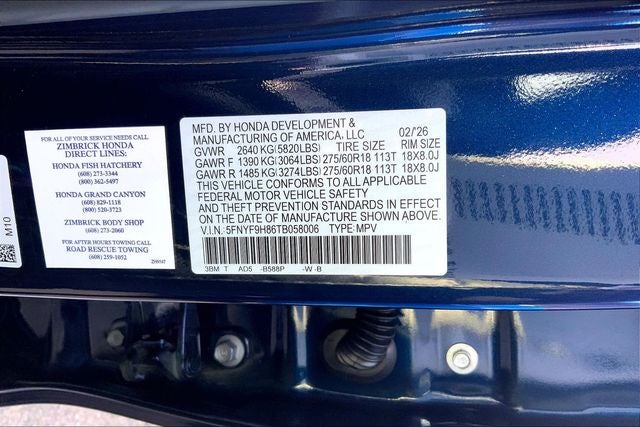 FOR ALL OF YOUR SERVICE NEEDS CALL
ZIMBRICK HONDA
DIRECT LINES:
HONDA FISH HATCHERY
(608) 273-3344
(800) 362-5497
HONDA GRAND CANYON
(608) 829-1118
(800) 520-3723
ZIMBRICK BODY SHOP
(608) 273-2060
FOR AFTER HOURS TOWING CALL
ROAD RESCUE TOWING
(608) 259-1052
M10
MFD. BY HONDA DEVELOPMENT &
MANUFACTURING OF AMERICA, LLC 02/'26
GVWR 2640 KG(5820LBS) TIRE SIZE RIM SIZE
GAWR F 1390 KG(3064LBS) 275/60R18 113T 18X8.0J
GAWR R 1485 KG(3274LBS) 275/60R18 113T 18X8.0J
THIS VEHICLE CONFORMS TO ALL APPLICABLE
FEDERAL MOTOR VEHICLE SAFETY
AND THEFT PREVENTION STANDARDS IN EFFECT
ON THE DATE OF MANUFACTURE SHOWN ABOVE.
V.I.N. 5FNYF9H86TB058006 TYPE: MPV
3BM T AD5 -B588P -W -B